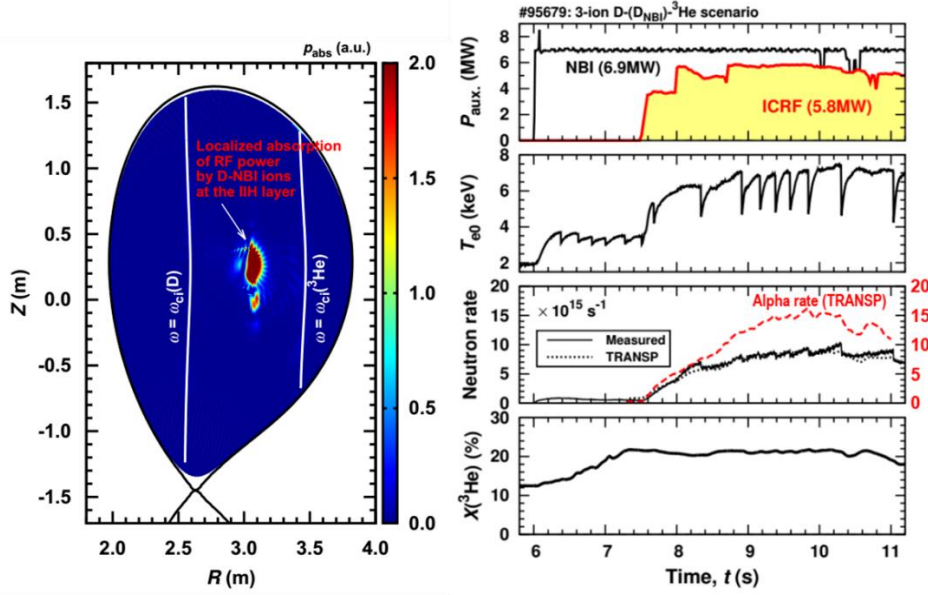 p_abs (a.u.)
2.0
1.5
1.0
0.5
0.0
Z (m)
1.5
1.0
0.5
0.0
-0.5
-1.0
-1.5
Localized absorption
of RF power
by D-NBI ions
at the IIH layer
ω = ω_ci(D)
ω = ω_ci(³He)
2.0 2.5 3.0 3.5 4.0
R (m)
#95679: 3-ion D-(D_NBI)-³He scenario
P_aux. (MW)
8
6
4
2
0
NBI (6.9MW)
ICRF (5.8MW)
T_e0 (keV)
8
6
4
2
Neutron rate
20
15
10
5
0
× 10¹⁵ s⁻¹
Alpha rate (TRANSP)
Measured
TRANSP
20
15
10
5
0
X(³He) (%)
30
20
10
0
6 7 8 9 10 11
Time, t (s)